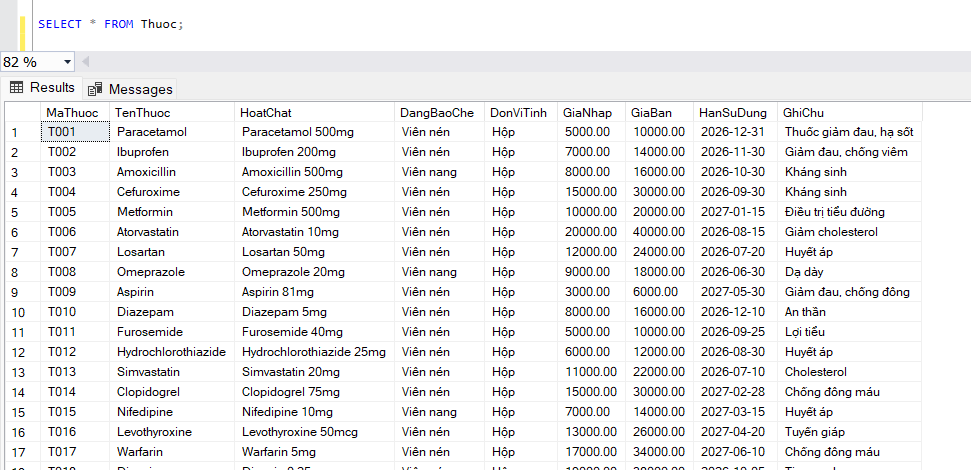 SELECT * FROM Thuoc;
82 %
Results Messages
MaThuoc TenThuoc HoatChat DangBaoChe DonViTinh GiaNhap GiaBan HanSuDung GhiChu
1 T001 Paracetamol Paracetamol 500mg Viên nén Hộp 5000.00 10000.00 2026-12-31 Thuốc giảm đau, hạ sốt
2 T002 Ibuprofen Ibuprofen 200mg Viên nén Hộp 7000.00 14000.00 2026-11-30 Giảm đau, chống viêm
3 T003 Amoxicillin Amoxicillin 500mg Viên nang Hộp 8000.00 16000.00 2026-10-30 Kháng sinh
4 T004 Cefuroxime Cefuroxime 250mg Viên nén Hộp 15000.00 30000.00 2026-09-30 Kháng sinh
5 T005 Metformin Metformin 500mg Viên nén Hộp 10000.00 20000.00 2027-01-15 Điều trị tiểu đường
6 T006 Atorvastatin Atorvastatin 10mg Viên nén Hộp 20000.00 40000.00 2026-08-15 Giảm cholesterol
7 T007 Losartan Losartan 50mg Viên nén Hộp 12000.00 24000.00 2026-07-20 Huyết áp
8 T008 Omeprazole Omeprazole 20mg Viên nang Hộp 9000.00 18000.00 2026-06-30 Dạ dày
9 T009 Aspirin Aspirin 81mg Viên nén Hộp 3000.00 6000.00 2027-05-30 Giảm đau, chống đông
10 T010 Diazepam Diazepam 5mg Viên nén Hộp 8000.00 16000.00 2026-12-10 An thần
11 T011 Furosemide Furosemide 40mg Viên nén Hộp 5000.00 10000.00 2026-09-25 Lợi tiểu
12 T012 Hydrochlorothiazide Hydrochlorothiazide 25mg Viên nén Hộp 6000.00 12000.00 2026-08-30 Huyết áp
13 T013 Simvastatin Simvastatin 20mg Viên nén Hộp 11000.00 22000.00 2026-07-10 Cholesterol
14 T014 Clopidogrel Clopidogrel 75mg Viên nén Hộp 15000.00 30000.00 2027-02-28 Chống đông máu
15 T015 Nifedipine Nifedipine 10mg Viên nang Hộp 7000.00 14000.00 2027-03-15 Huyết áp
16 T016 Levothyroxine Levothyroxine 50mcg Viên nén Hộp 13000.00 26000.00 2027-04-20 Tuyến giáp
17 T017 Warfarin Warfarin 5mg Viên nén Hộp 17000.00 34000.00 2027-06-10 Chống đông máu